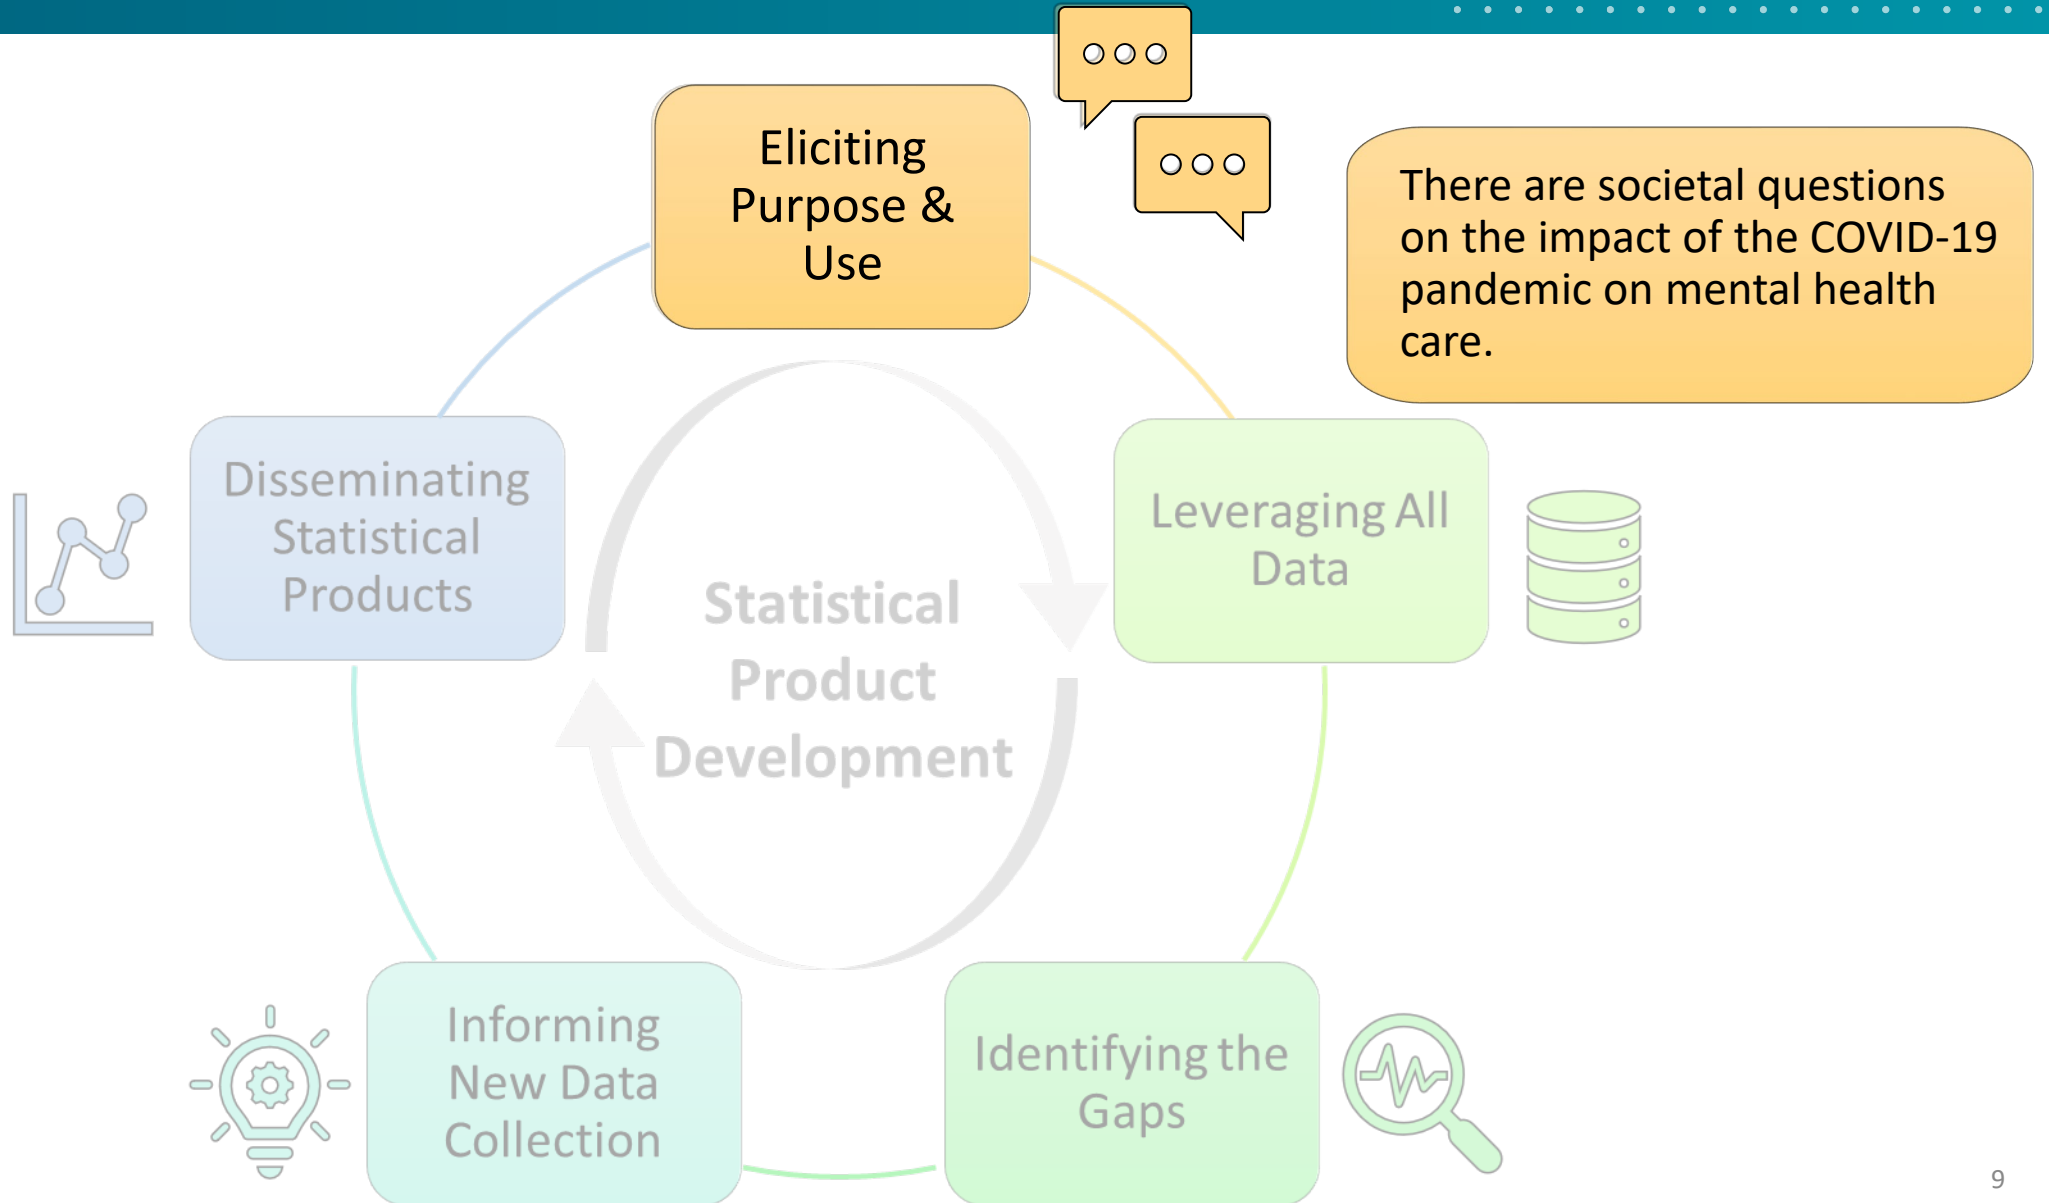 Eliciting
Purpose &
Use
There are societal questions
on the impact of the COVID-19
pandemic on mental health
care.
Disseminating
Statistical
Products
Leveraging All
Data
Statistical
Product
Development
Informing
New Data
Collection
Identifying the
Gaps
9